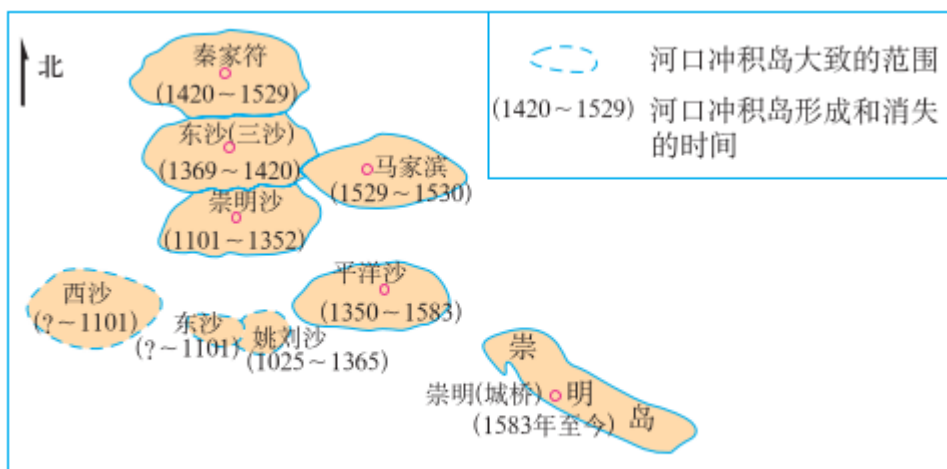 北
秦家符
(1420～1529)
东沙(三沙)
(1369～1420)
马家滨
(1529～1530)
崇明沙
(1101～1352)
西沙
(?～1101)
东沙
(?～1101)
姚刘沙
(1025～1365)
平洋沙
(1350～1583)
崇
明
岛
崇明(城桥)
(1583年至今)
河口冲积岛大致的范围
(1420～1529) 河口冲积岛形成和消失
的时间